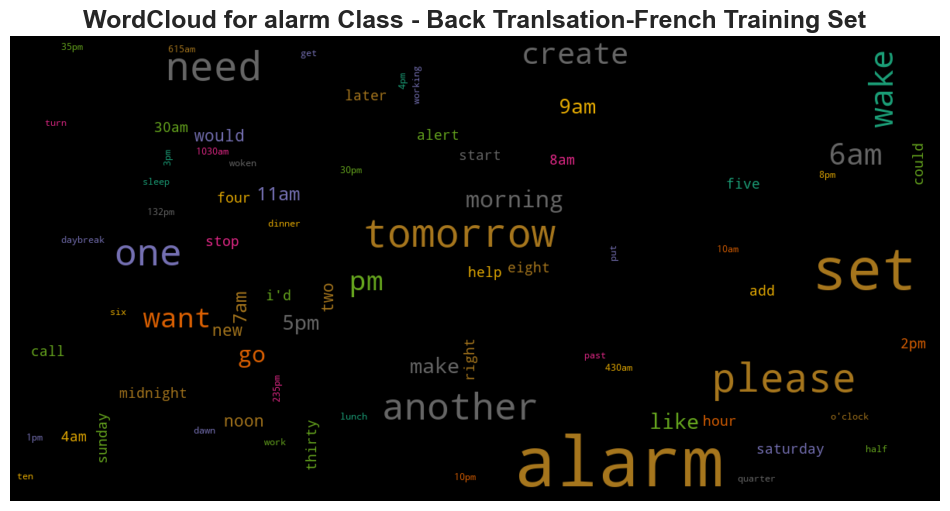 WordCloud for alarm Class - Back Tranlsation-French Training Set
35pm
615am
get
need
create
wake
4pm
working
later
9am
turn
30am
would
alert
3pm
1030am
woken
start
8am
6am
could
30pm
8pm
sleep
four
11am
morning
five
132pm
dinner
daybreak
one
stop
tomorrow
put
10am
set
help
eight
pm
add
i'd
two
7am
six
want
new
5pm
call
go
make
right
past
430am
2pm
please
midnight
235pm
another
lunch
like
hour
o'clock
noon
1pm
4am
sunday
dawn
work
thirty
alarm
saturday
half
ten
10pm
quarter